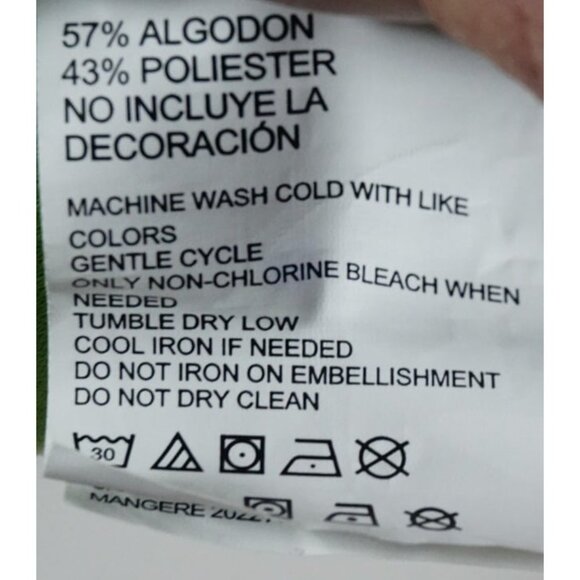 57% ALGODON
43% POLIESTER
NO INCLUYE LA
DECORACIÓN
MACHINE WASH COLD WITH LIKE
COLORS
GENTLE CYCLE
ONLY NON-CHLORINE BLEACH WHEN
NEEDED
TUMBLE DRY LOW
COOL IRON IF NEEDED
DO NOT IRON ON EMBELLISHMENT
DO NOT DRY CLEAN
30
MANGERE